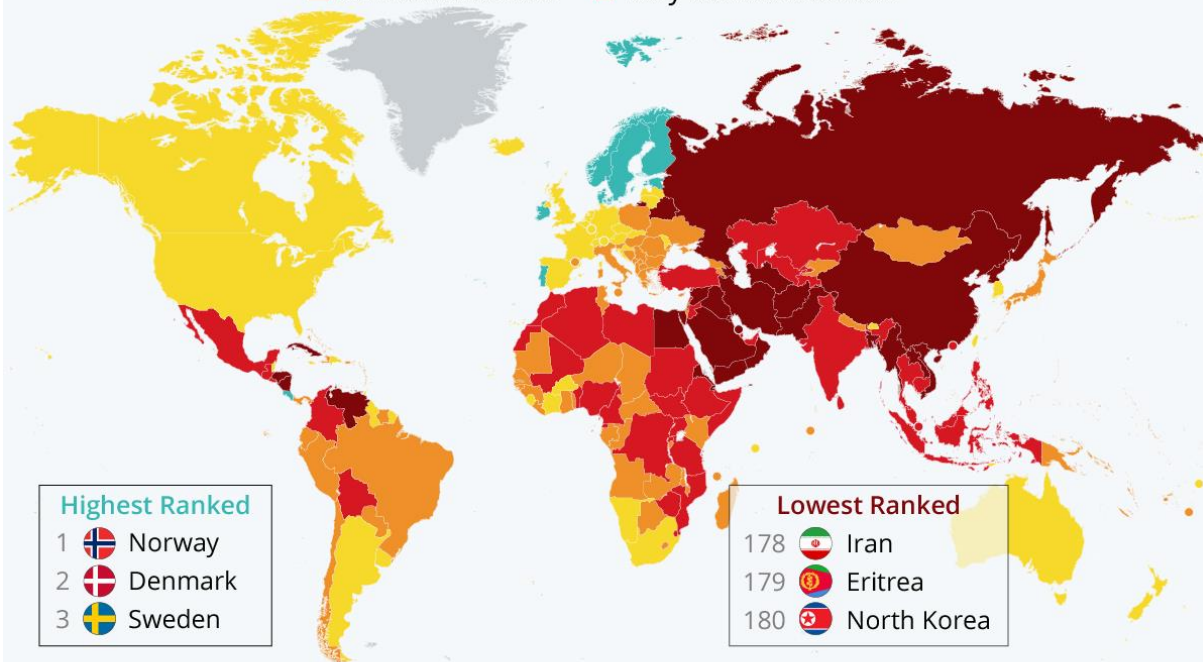 Highest Ranked
1 Norway
2 Denmark
3 Sweden
Lowest Ranked
178 Iran
179 Eritrea
180 North Korea